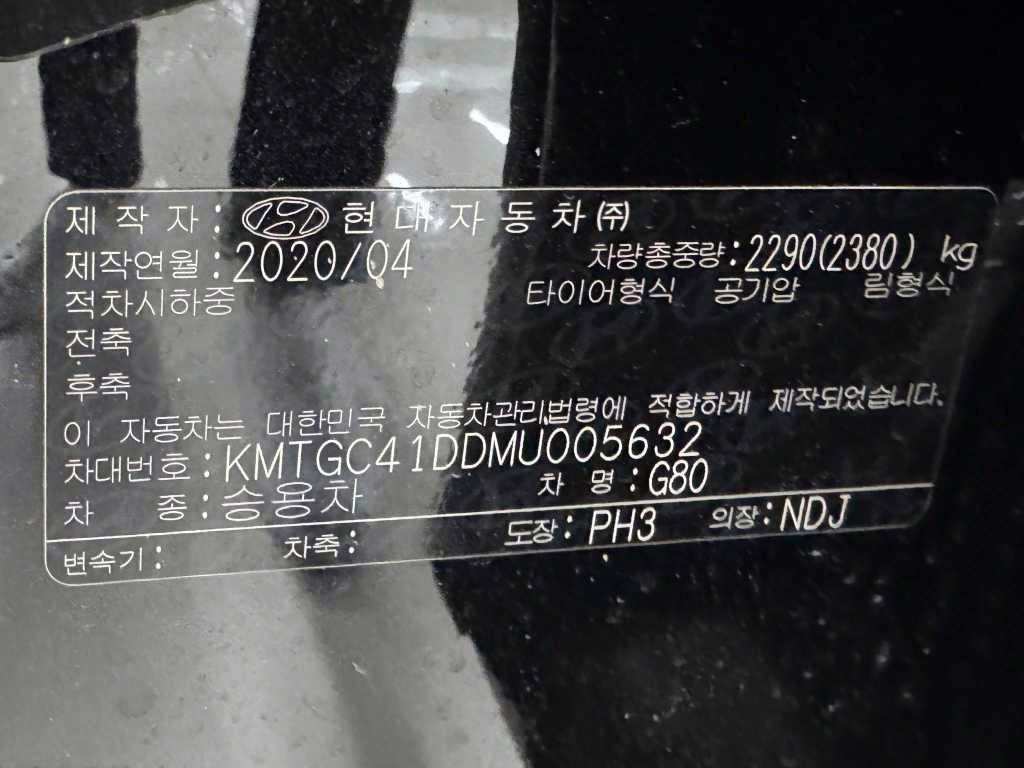 제 작 자 : 현 대 자 동 차 ㈜
제작연월 : 2020/04 차량총중량 : 2290(2380) kg
적차시하중 타이어형식 공기압 림형식
전축
후축
이 자동차는 대한민국 자동차관리법령에 적합하게 제작되었습니다.
차대번호 : KMTGC41DDMU005632
차 종 : 승용차 차 명 : G80
변속기 : 차축 : 도장 : PH3 의장 : NDJ